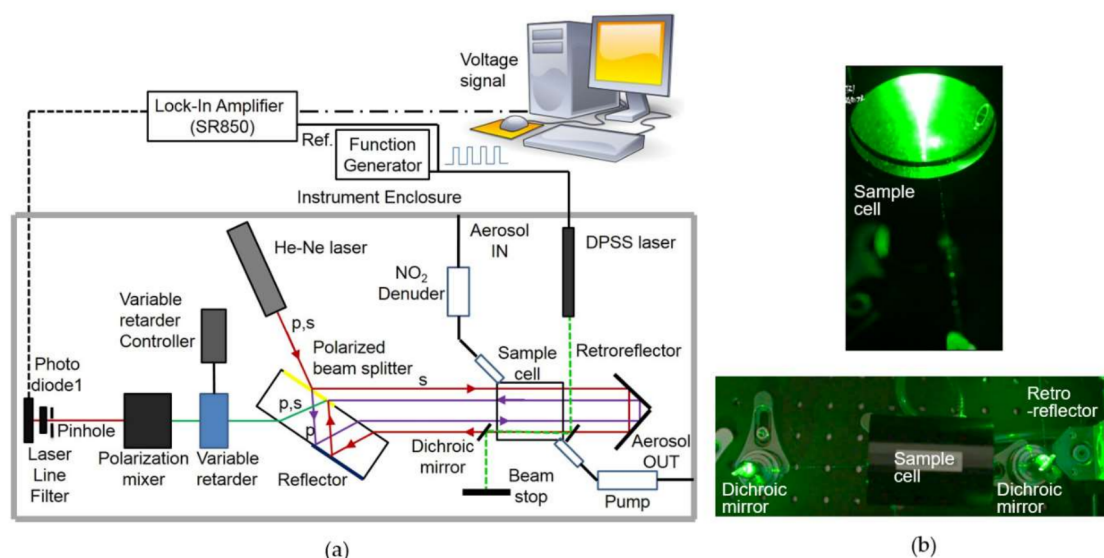 Voltage
signal
Lock-In Amplifier
(SR850)
Ref.
Function
Generator
Instrument Enclosure
He-Ne laser
Aerosol
IN
DPSS laser
NO₂
Denuder
Variable
retarder
Controller
p,s
Polarized
beam splitter
Sample
cell
Retroreflector
s
Photo
diode1
p,s
p
Pinhole
Laser
Line
Filter
Polarization
mixer
Variable
retarder
Reflector
Dichroic
mirror
Beam
stop
Aerosol
OUT
Pump
(a)
Sample
cell
Retro
-reflector
Sample
cell
Dichroic
mirror
Dichroic
mirror
(b)